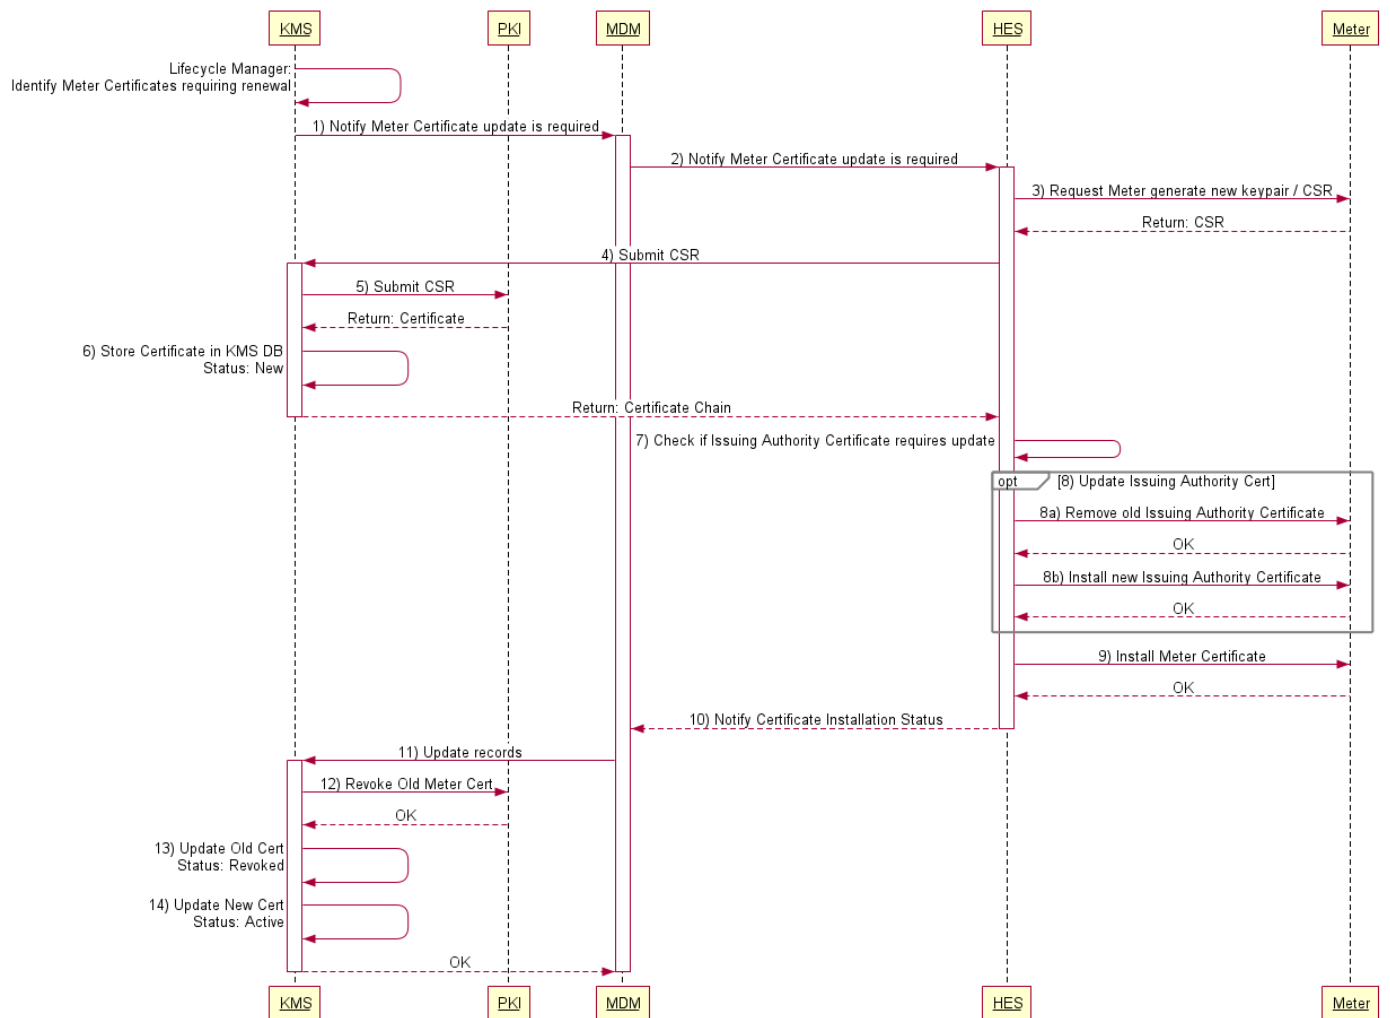 KMS PKI MDM HES Meter
Lifecycle Manager:
Identify Meter Certificates requiring renewal
1) Notify Meter Certificate update is required
2) Notify Meter Certificate update is required
3) Request Meter generate new keypair / CSR
Return: CSR
4) Submit CSR
5) Submit CSR
Return: Certificate
6) Store Certificate in KMS DB
Status: New
Return: Certificate Chain
7) Check if Issuing Authority Certificate requires update
opt [8) Update Issuing Authority Cert]
8a) Remove old Issuing Authority Certificate
OK
8b) Install new Issuing Authority Certificate
OK
9) Install Meter Certificate
OK
10) Notify Certificate Installation Status
11) Update records
12) Revoke Old Meter Cert
OK
13) Update Old Cert
Status: Revoked
14) Update New Cert
Status: Active
OK
KMS PKI MDM HES Meter